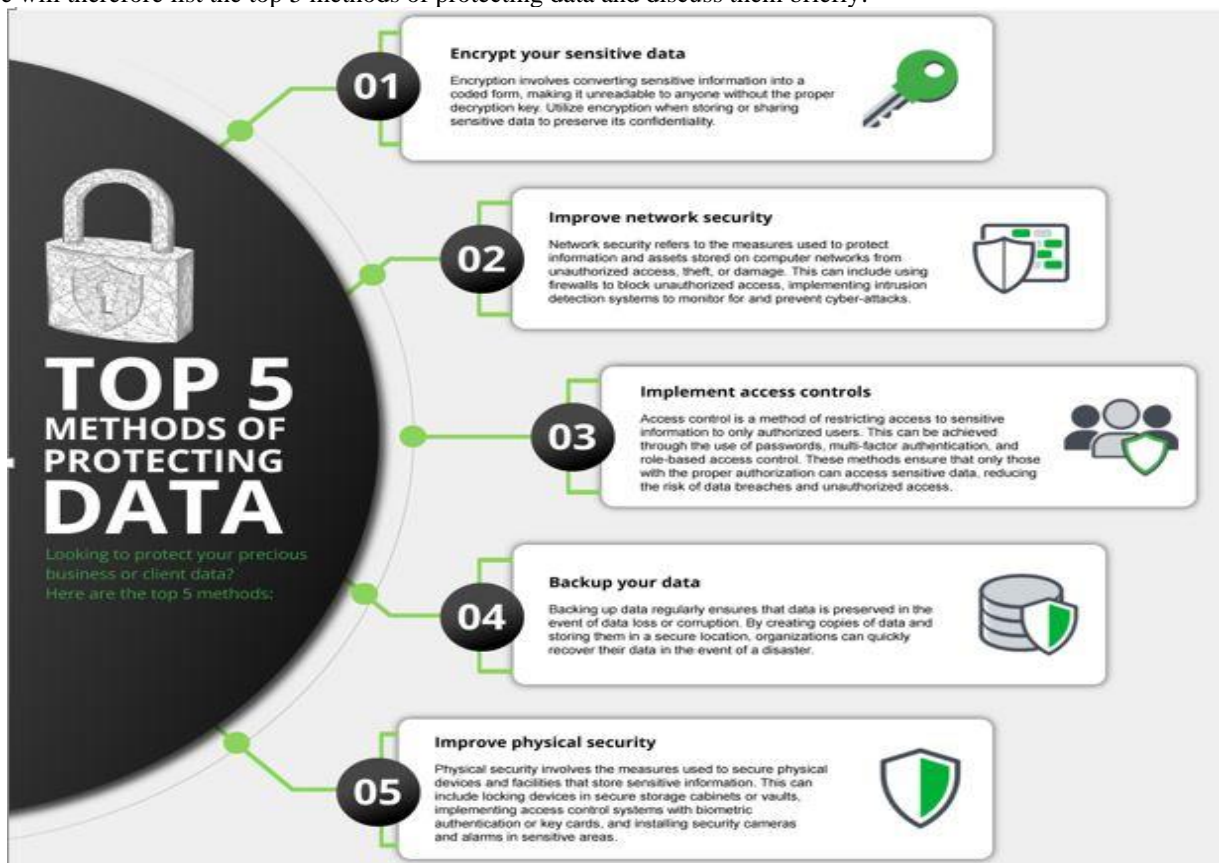 will therefore list the top 5 methods of protecting data and discuss them briefly.
01
Encrypt your sensitive data
Encryption involves converting sensitive information into a
coded form, making it unreadable to anyone without the proper
decryption key. Utilize encryption when storing or sharing
sensitive data to preserve its confidentiality.
02
Improve network security
Network security refers to the measures used to protect
information and assets stored on computer networks from
unauthorized access, theft, or damage. This can include using
firewalls to block unauthorized access, implementing intrusion
detection systems to monitor for and prevent cyber-attacks.
TOP 5
METHODS OF
PROTECTING
DATA
Looking to protect your precious
business or client data?
Here are the top 5 methods:
03
Implement access controls
Access control is a method of restricting access to sensitive
information to only authorized users. This can be achieved
through the use of passwords, multi-factor authentication, and
role-based access control. These methods ensure that only those
with the proper authorization can access sensitive data, reducing
the risk of data breaches and unauthorized access.
04
Backup your data
Backing up data regularly ensures that data is preserved in the
event of data loss or corruption. By creating copies of data and
storing them in a secure location, organizations can quickly
recover their data in the event of a disaster.
05
Improve physical security
Physical security involves the measures used to secure physical
devices and facilities that store sensitive information. This can
include locking devices in secure storage cabinets or vaults,
implementing access control systems with biometric
authentication or key cards, and installing security cameras
and alarms in sensitive areas.